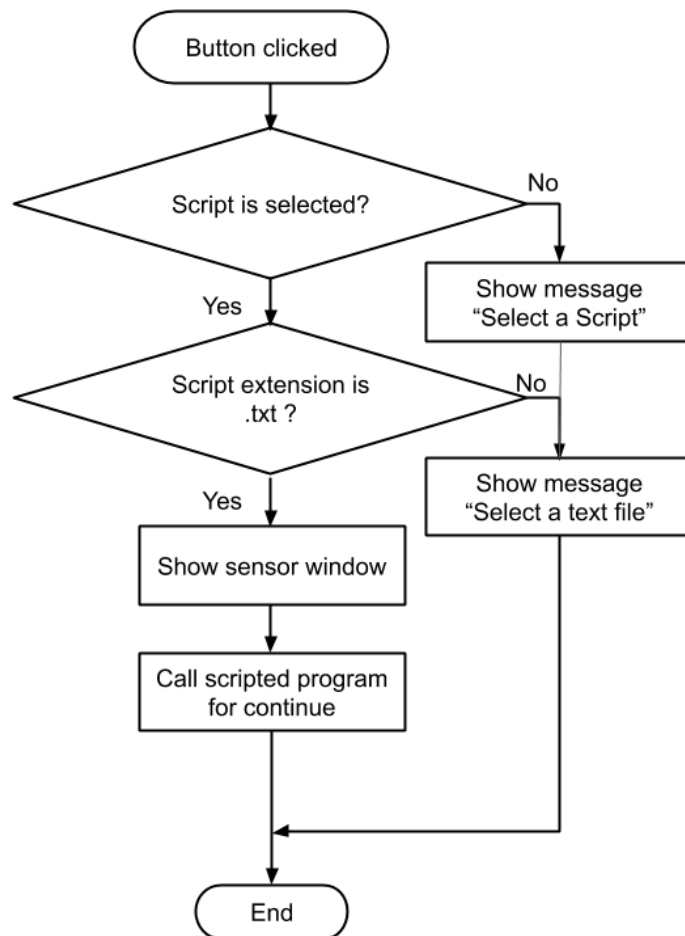 Button clicked
Script is selected?
No
Show message
“Select a Script”
Yes
Script extension is
.txt ?
No
Show message
“Select a text file”
Yes
Show sensor window
Call scripted program
for continue
End